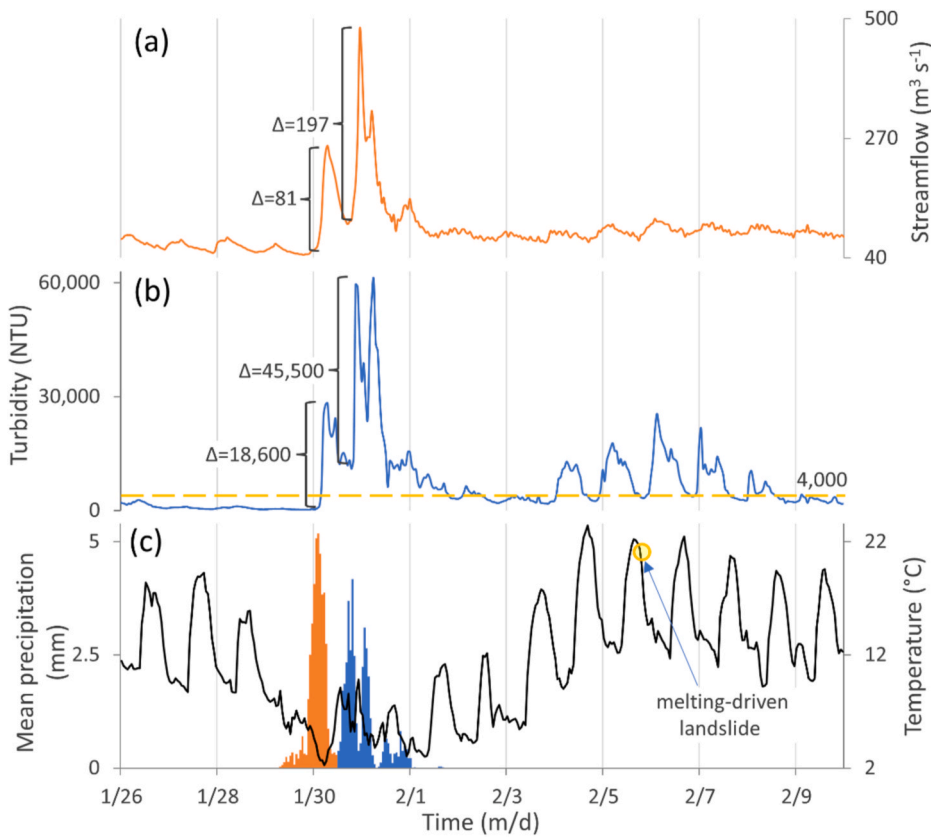 (a)
500
270
40
Streamflow (m³ s⁻¹)
Δ=197
Δ=81
(b)
60,000
30,000
0
Turbidity (NTU)
Δ=45,500
Δ=18,600
4,000
(c)
5
2.5
0
Mean precipitation
(mm)
22
12
2
Temperature (°C)
melting-driven
landslide
1/26
1/28
1/30
2/1
2/3
2/5
2/7
2/9
Time (m/d)